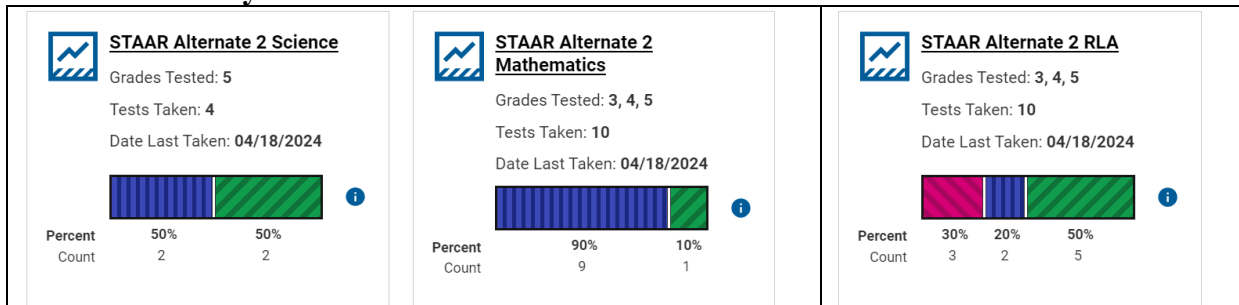 STAAR Alternate 2 Science
Grades Tested: 5
Tests Taken: 4
Date Last Taken: 04/18/2024
Percent 50% 50%
Count 2 2
STAAR Alternate 2
Mathematics
Grades Tested: 3, 4, 5
Tests Taken: 10
Date Last Taken: 04/18/2024
Percent 90% 10%
Count 9 1
STAAR Alternate 2 RLA
Grades Tested: 3, 4, 5
Tests Taken: 10
Date Last Taken: 04/18/2024
Percent 30% 20% 50%
Count 3 2 5